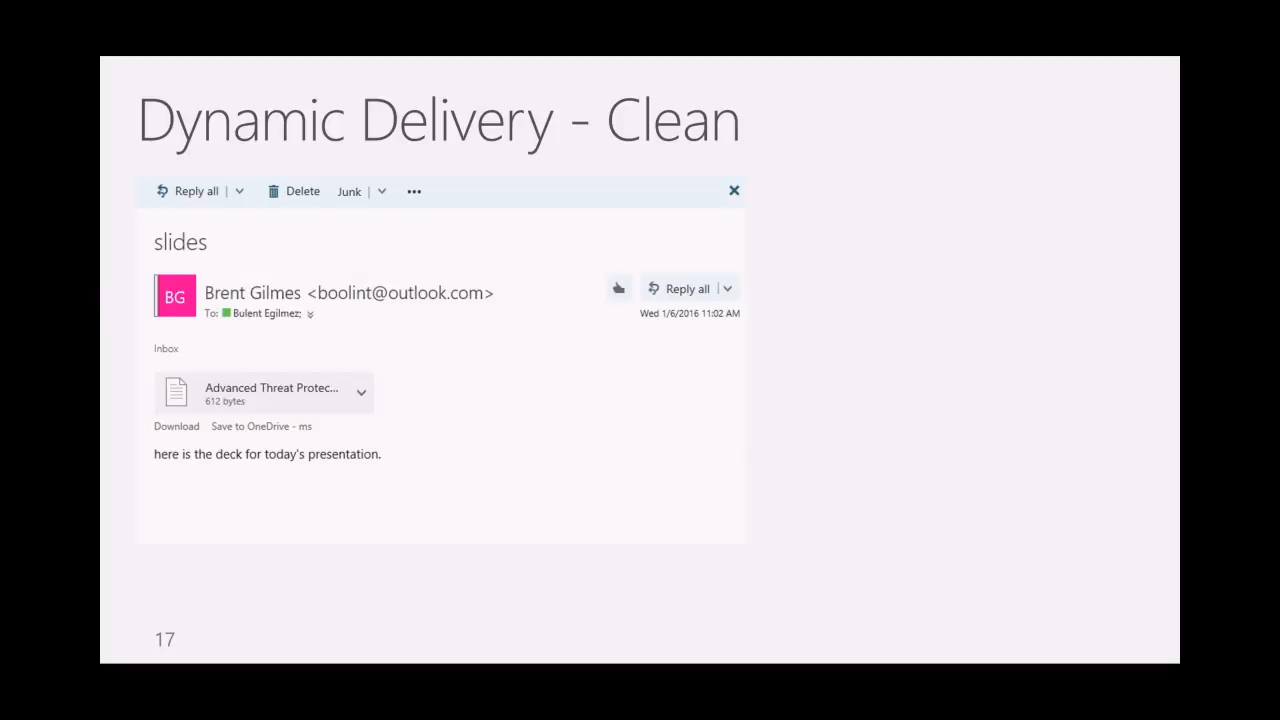 Dynamic Delivery - Clean
Reply all | Delete Junk | •••
slides
BG
Brent Gilmes <boolint@outlook.com>
Reply all |
To: Bulent Egilmez;
Wed 1/6/2016 11:02 AM
Inbox
Advanced Threat Protec...
612 bytes
Download Save to OneDrive - ms
here is the deck for today's presentation.
17